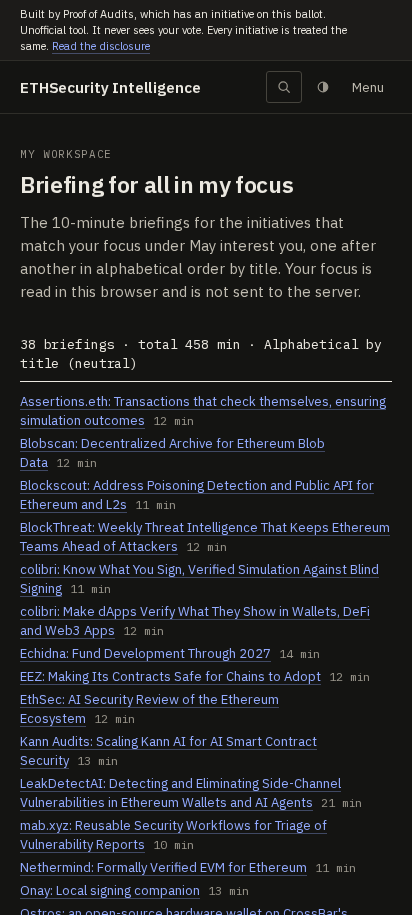 Built by Proof of Audits, which has an initiative on this ballot.
Unofficial tool. It never sees your vote. Every initiative is treated the
same. Read the disclosure
ETHSecurity Intelligence
Menu
MY WORKSPACE
Briefing for all in my focus
The 10-minute briefings for the initiatives that
match your focus under May interest you, one after
another in alphabetical order by title. Your focus is
read in this browser and is not sent to the server.
38 briefings · total 458 min · Alphabetical by
title (neutral)
Assertions.eth: Transactions that check themselves, ensuring
simulation outcomes 12 min
Blobscan: Decentralized Archive for Ethereum Blob
Data 12 min
Blockscout: Address Poisoning Detection and Public API for
Ethereum and L2s 11 min
BlockThreat: Weekly Threat Intelligence That Keeps Ethereum
Teams Ahead of Attackers 12 min
colibri: Know What You Sign, Verified Simulation Against Blind
Signing 11 min
colibri: Make dApps Verify What They Show in Wallets, DeFi
and Web3 Apps 12 min
Echidna: Fund Development Through 2027 14 min
EEZ: Making Its Contracts Safe for Chains to Adopt 12 min
EthSec: AI Security Review of the Ethereum
Ecosystem 12 min
Kann Audits: Scaling Kann AI for AI Smart Contract
Security 13 min
LeakDetectAI: Detecting and Eliminating Side-Channel
Vulnerabilities in Ethereum Wallets and AI Agents 21 min
mab.xyz: Reusable Security Workflows for Triage of
Vulnerability Reports 10 min
Nethermind: Formally Verified EVM for Ethereum 11 min
Onay: Local signing companion 13 min
Ostros: an open-source hardware wallet on CrossBar's